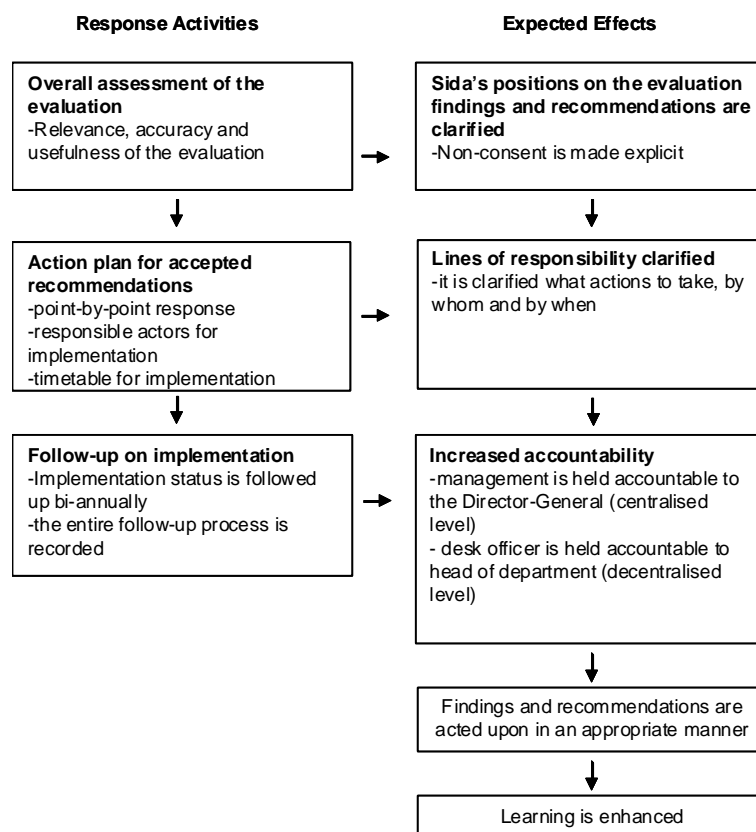 Response Activities
Expected Effects
Overall assessment of the
evaluation
-Relevance, accuracy and
usefulness of the evaluation
Sida's positions on the evaluation
findings and recommendations are
clarified
-Non-consent is made explicit
Action plan for accepted
recommendations
-point-by-point response
-responsible actors for
implementation
-timetable for implementation
Lines of responsibility clarified
-it is clarified what actions to take, by
whom and by when
Follow-up on implementation
-Implementation status is followed
up bi-annually
-the entire follow-up process is
recorded
Increased accountability
-management is held accountable to
the Director-General (centralised
level)
- desk officer is held accountable to
head of department (decentralised
level)
Findings and recommendations are
acted upon in an appropriate manner
Learning is enhanced